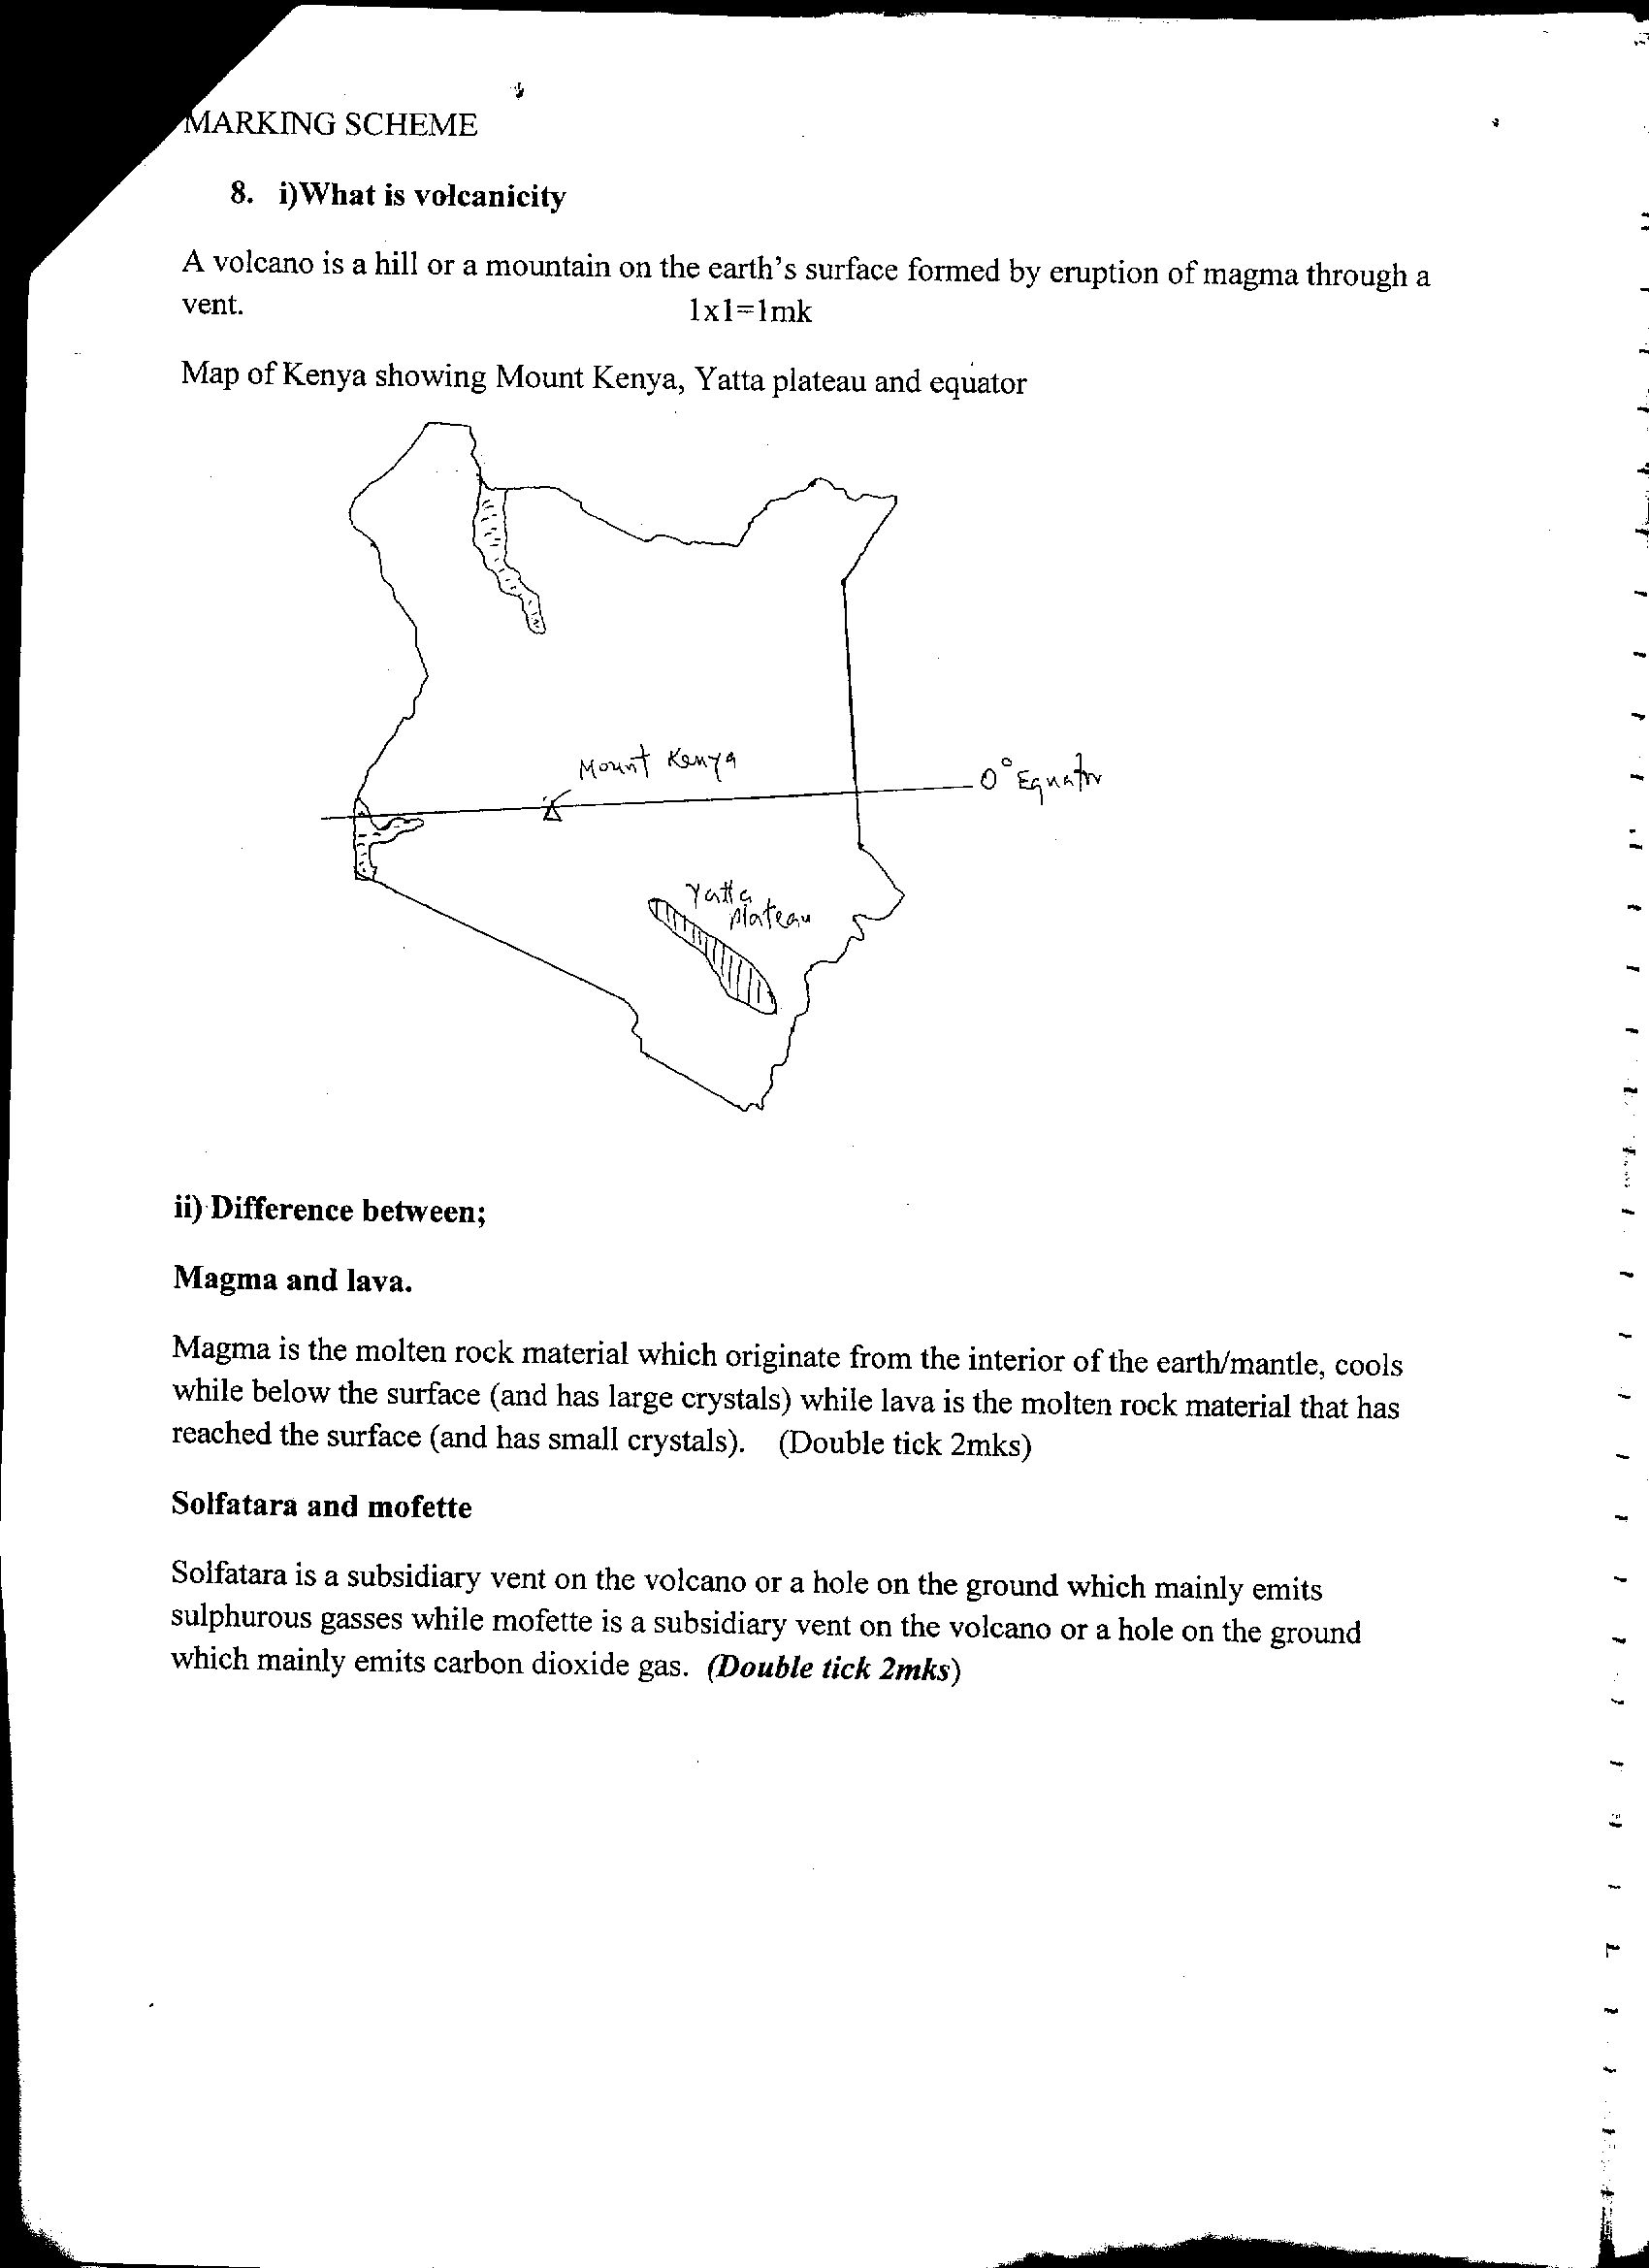 MARKING SCHEME
8. i)What is volcanicity
A volcano is a hill or a mountain on the earth's surface formed by eruption of magma through a
vent. 1x1=1mk
Map of Kenya showing Mount Kenya, Yatta plateau and equator
Mount Kenya
0° Equator
Yatta
plateau
ii) Difference between;
Magma and lava.
Magma is the molten rock material which originate from the interior of the earth/mantle, cools
while below the surface (and has large crystals) while lava is the molten rock material that has
reached the surface (and has small crystals). (Double tick 2mks)
Solfatara and mofette
Solfatara is a subsidiary vent on the volcano or a hole on the ground which mainly emits
sulphurous gasses while mofette is a subsidiary vent on the volcano or a hole on the ground
which mainly emits carbon dioxide gas. (Double tick 2mks)